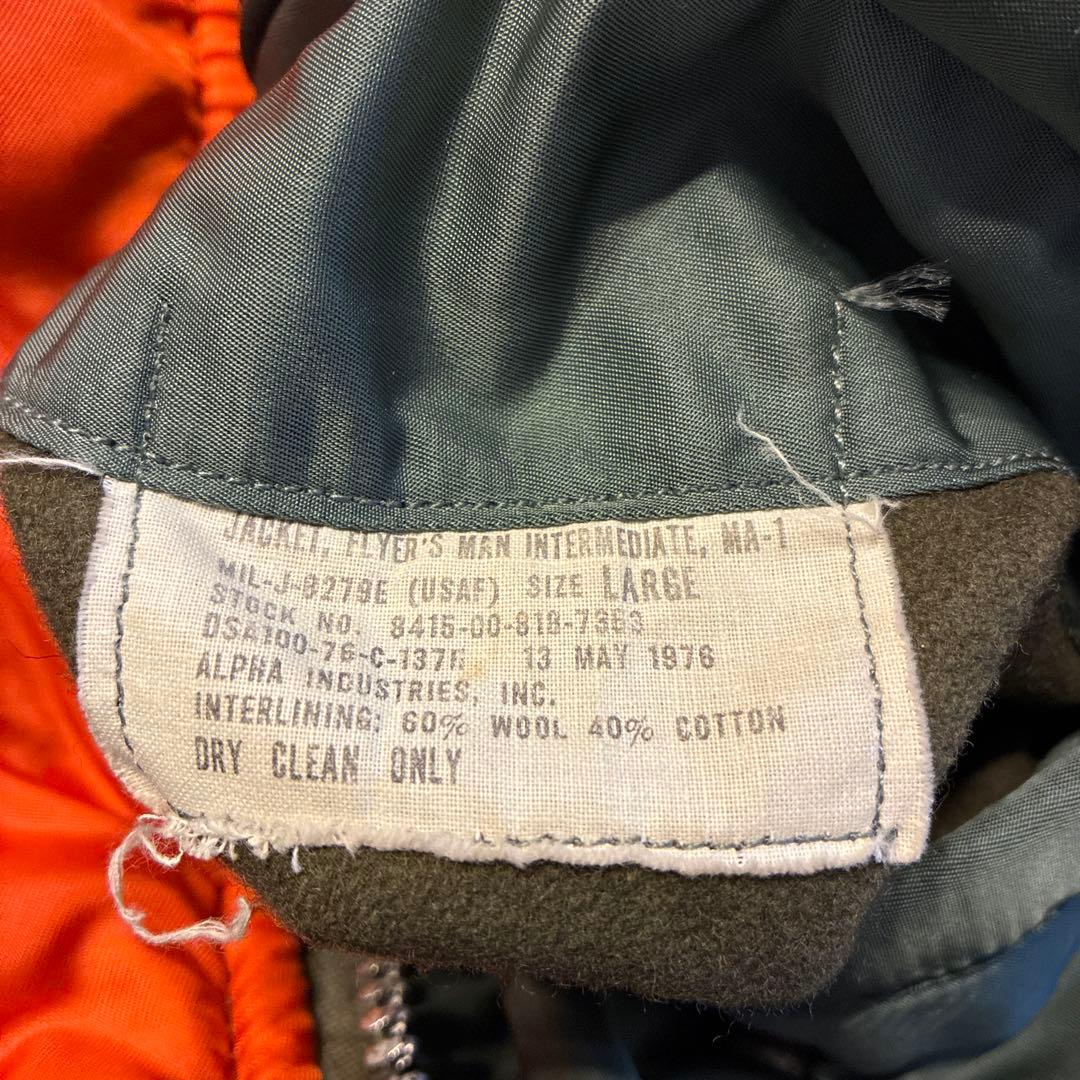 JACKET, FLYER'S MAN INTERMEDIATE, MA-1
MIL-J-8279E (USAF) SIZE LARGE
STOCK NO. 8415-00-818-7363
DSA100-76-C-1376 13 MAY 1976
ALPHA INDUSTRIES, INC.
INTERLINING: 60% WOOL 40% COTTON
DRY CLEAN ONLY